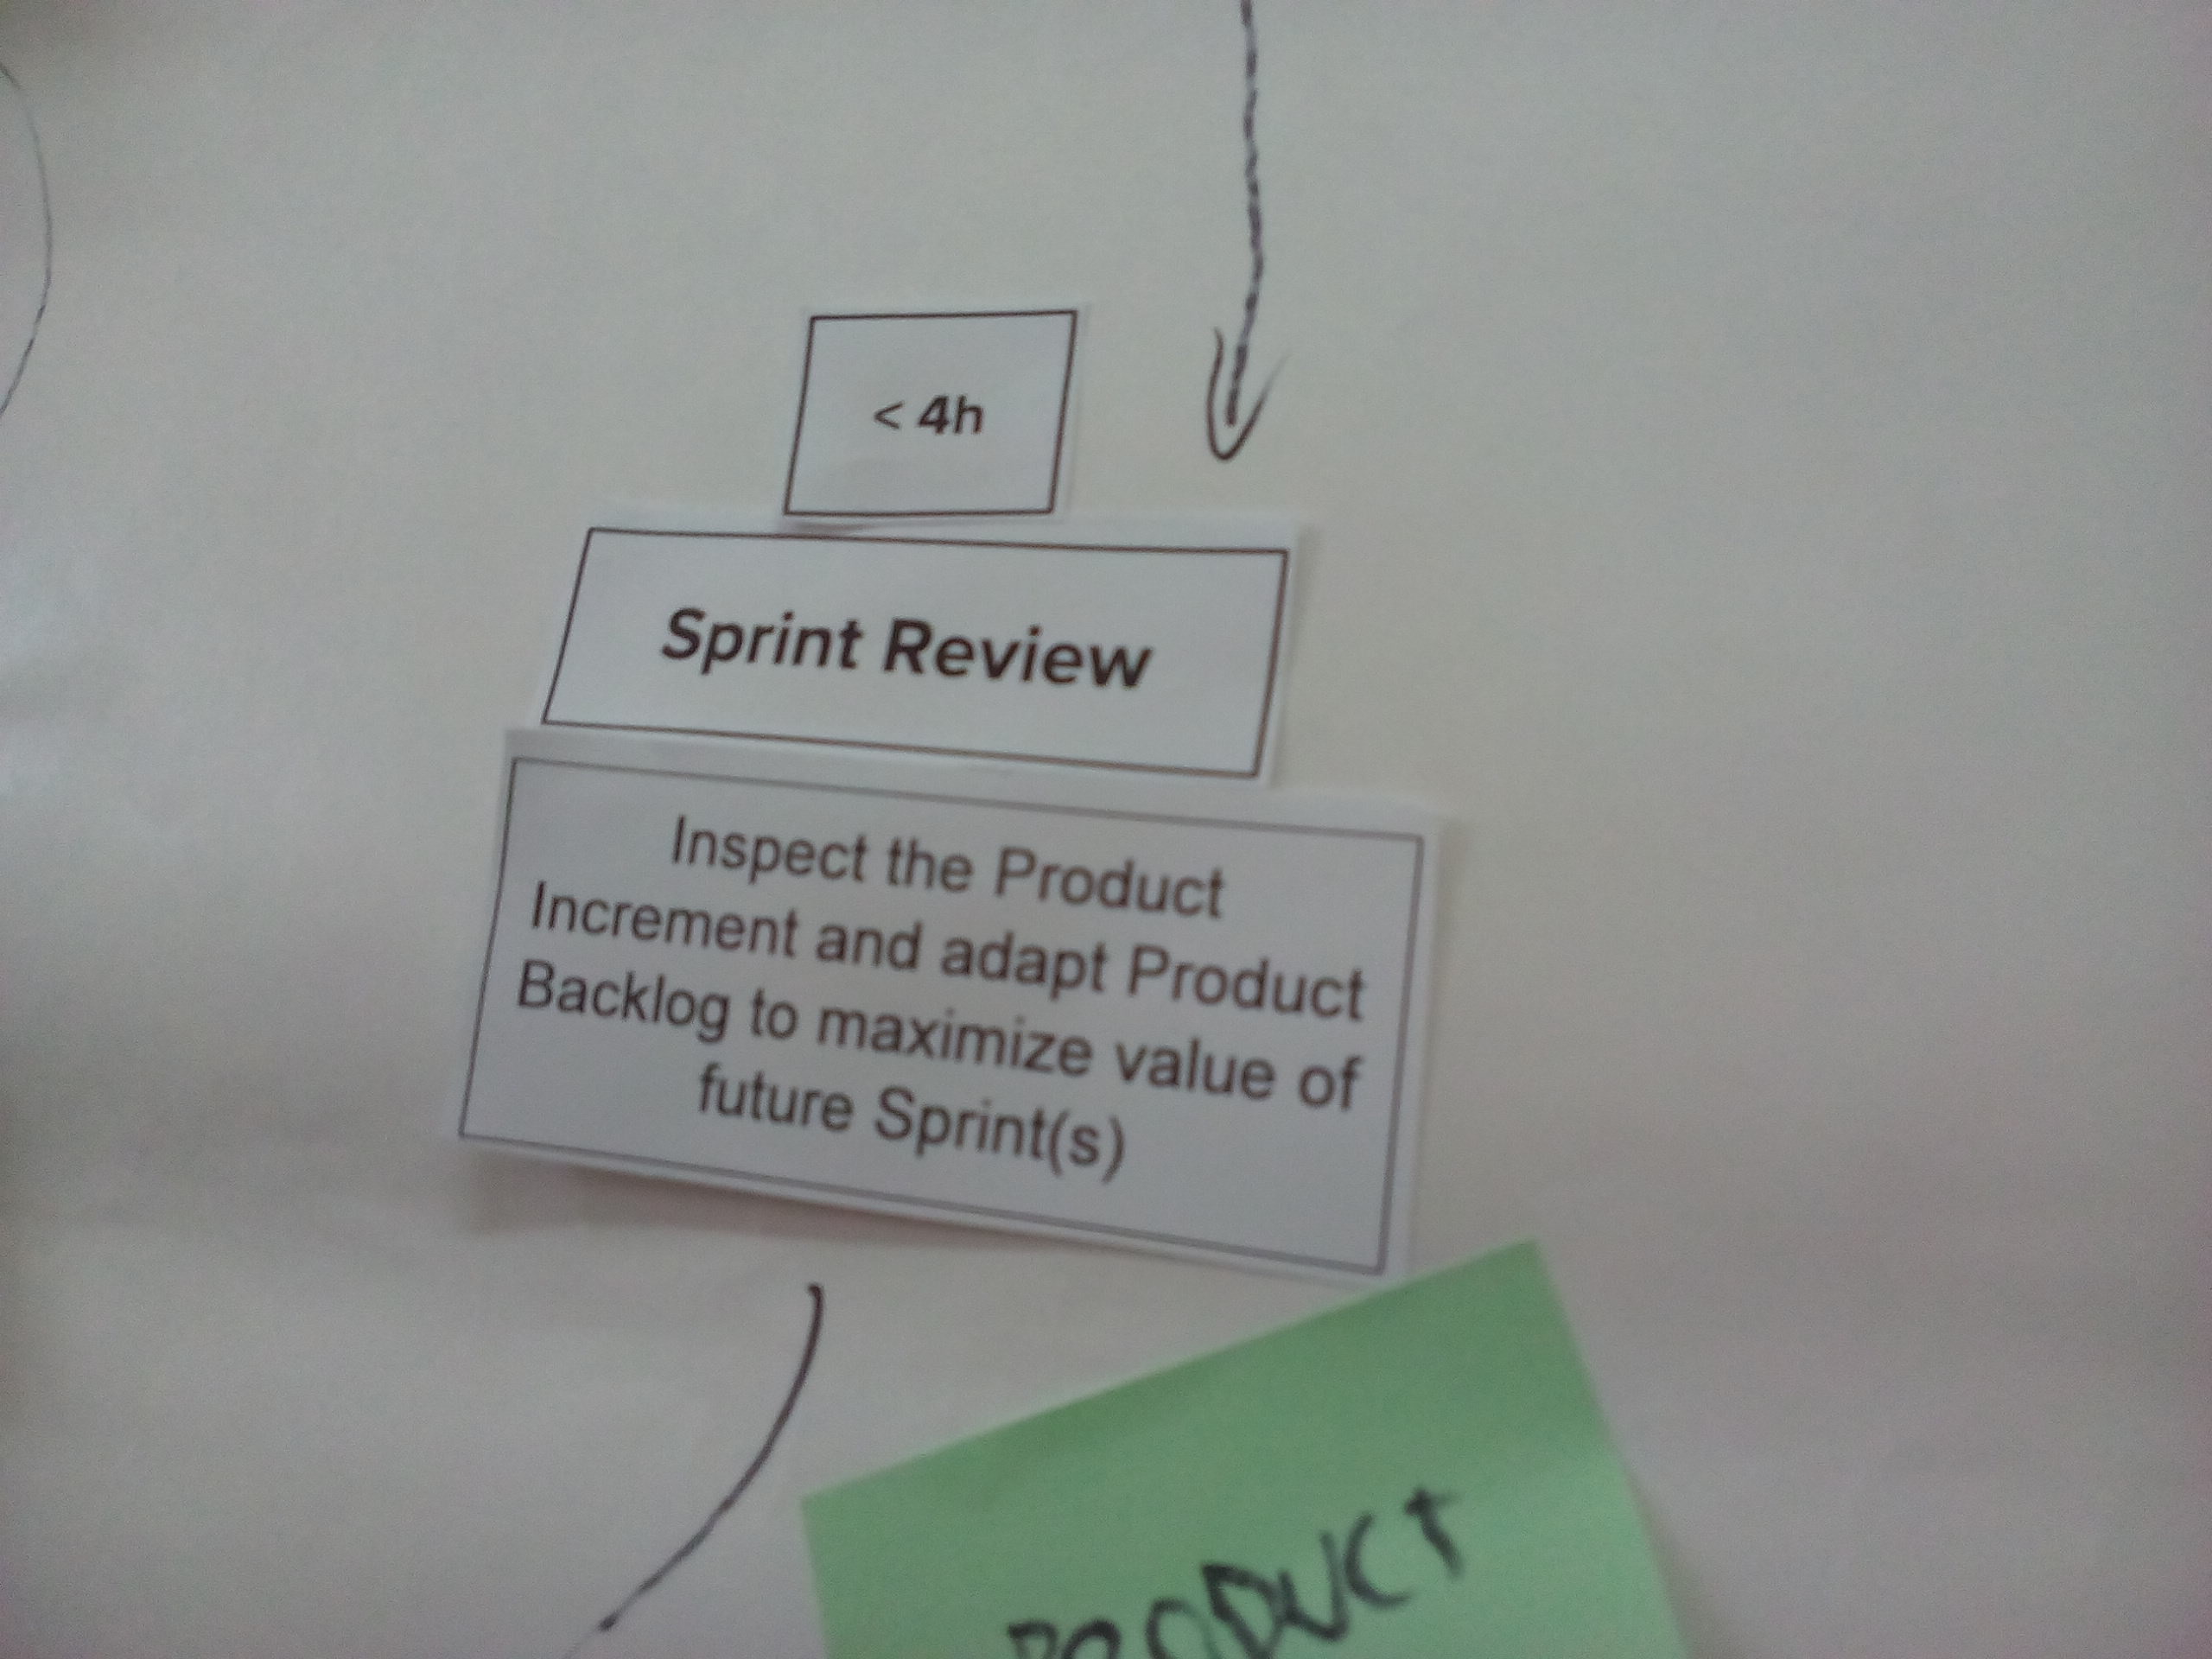 < 4h
Sprint Review
Inspect the Product
Increment and adapt Product
Backlog to maximize value of
future Sprint(s)
PRODUCT